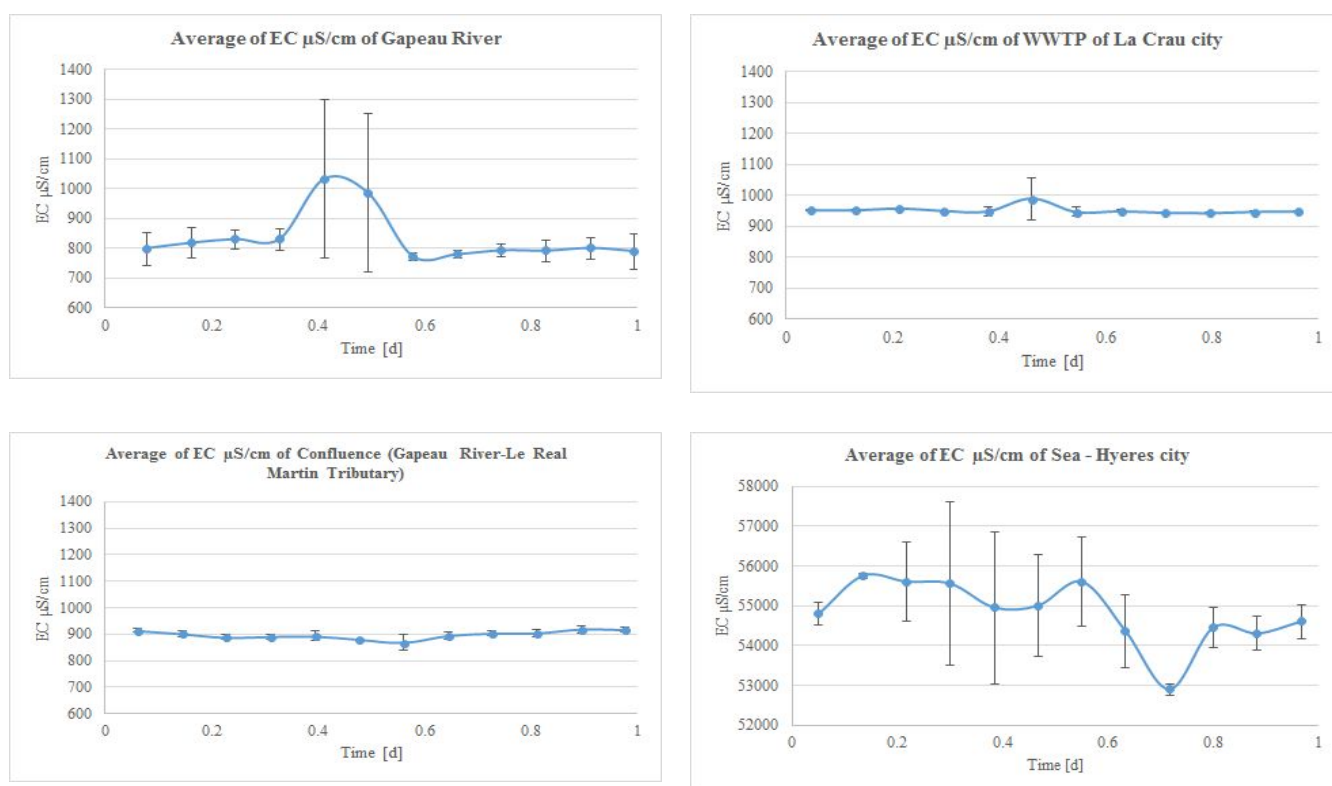 Average of EC µS/cm of Gapeau River
1400
1300
1200
1100
1000
900
800
700
600
EC µS/cm
0 0.2 0.4 0.6 0.8 1
Time [d]
Average of EC µS/cm of WWTP of La Crau city
1400
1300
1200
1100
1000
900
800
700
600
EC µS/cm
0 0.2 0.4 0.6 0.8 1
Time [d]
Average of EC µS/cm of Confluence (Gapeau River-Le Real
Martin Tributary)
1400
1300
1200
1100
1000
900
800
700
600
EC µS/cm
0 0.2 0.4 0.6 0.8 1
Time [d]
Average of EC µS/cm of Sea - Hyeres city
58000
57000
56000
55000
54000
53000
52000
EC µS/cm
0 0.2 0.4 0.6 0.8 1
Time [d]